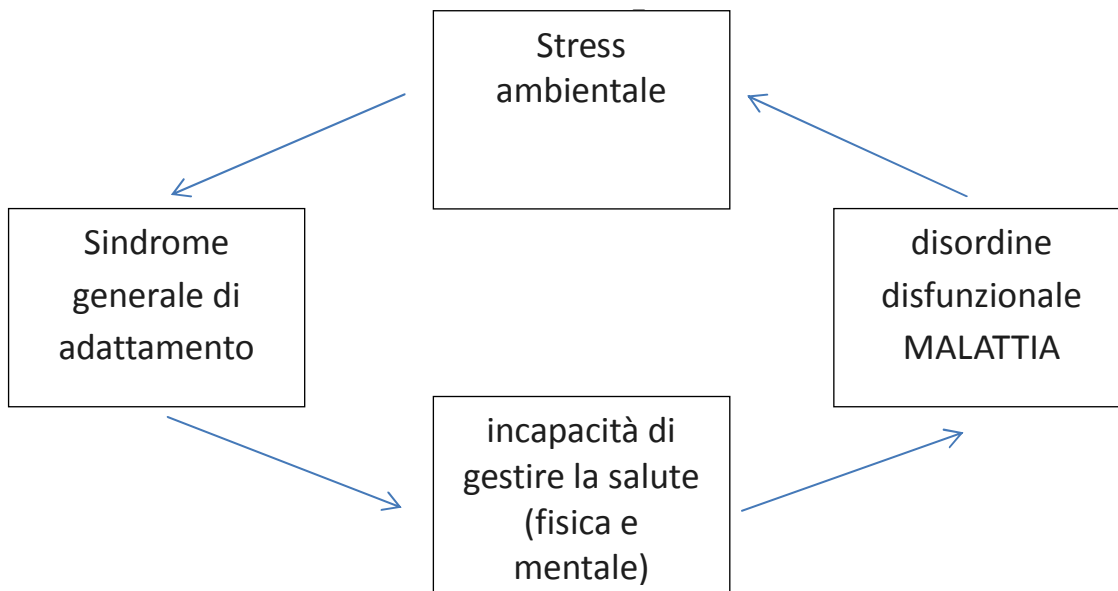 Stress
ambientale
Sindrome
generale di
adattamento
incapacità di
gestire la salute
(fisica e
mentale)
disordine
disfunzionale
MALATTIA